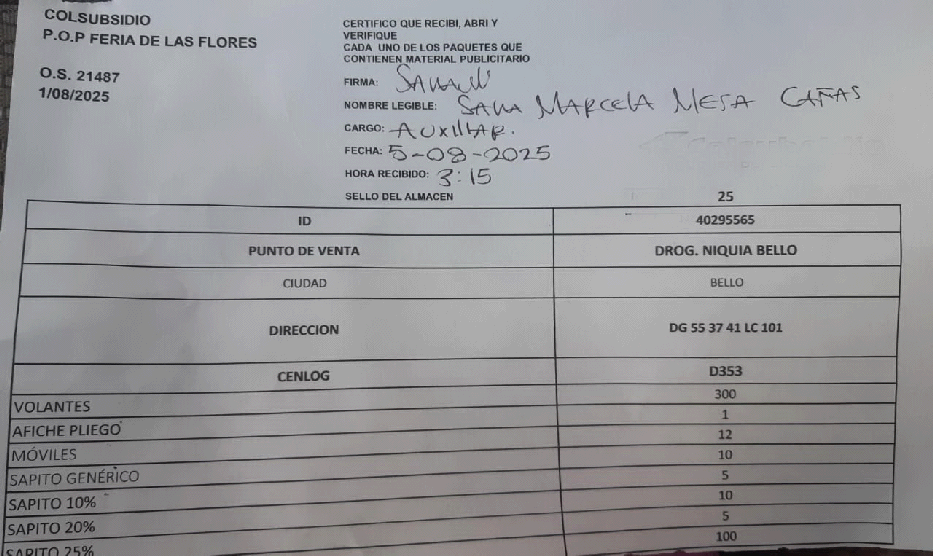 COLSUBSIDIO
P.O.P FERIA DE LAS FLORES
O.S. 21487
1/08/2025
CERTIFICO QUE RECIBI, ABRI Y
VERIFIQUE
CADA UNO DE LOS PAQUETES QUE
CONTIENEN MATERIAL PUBLICITARIO
FIRMA:
NOMBRE LEGIBLE: MARCELA MESA CAÑAS
CARGO: AUXILIAR.
FECHA: 5-08-2025
HORA RECIBIDO: 3:15
SELLO DEL ALMACEN
25
ID 40295565
PUNTO DE VENTA DROG. NIQUIA BELLO
CIUDAD BELLO
DIRECCION DG 55 37 41 LC 101
CENLOG D353
VOLANTES 300
AFICHE PLIEGO 1
MÓVILES 12
SAPITO GENÉRICO 10
SAPITO 10% 5
SAPITO 20% 10
SAPITO 25% 5
100